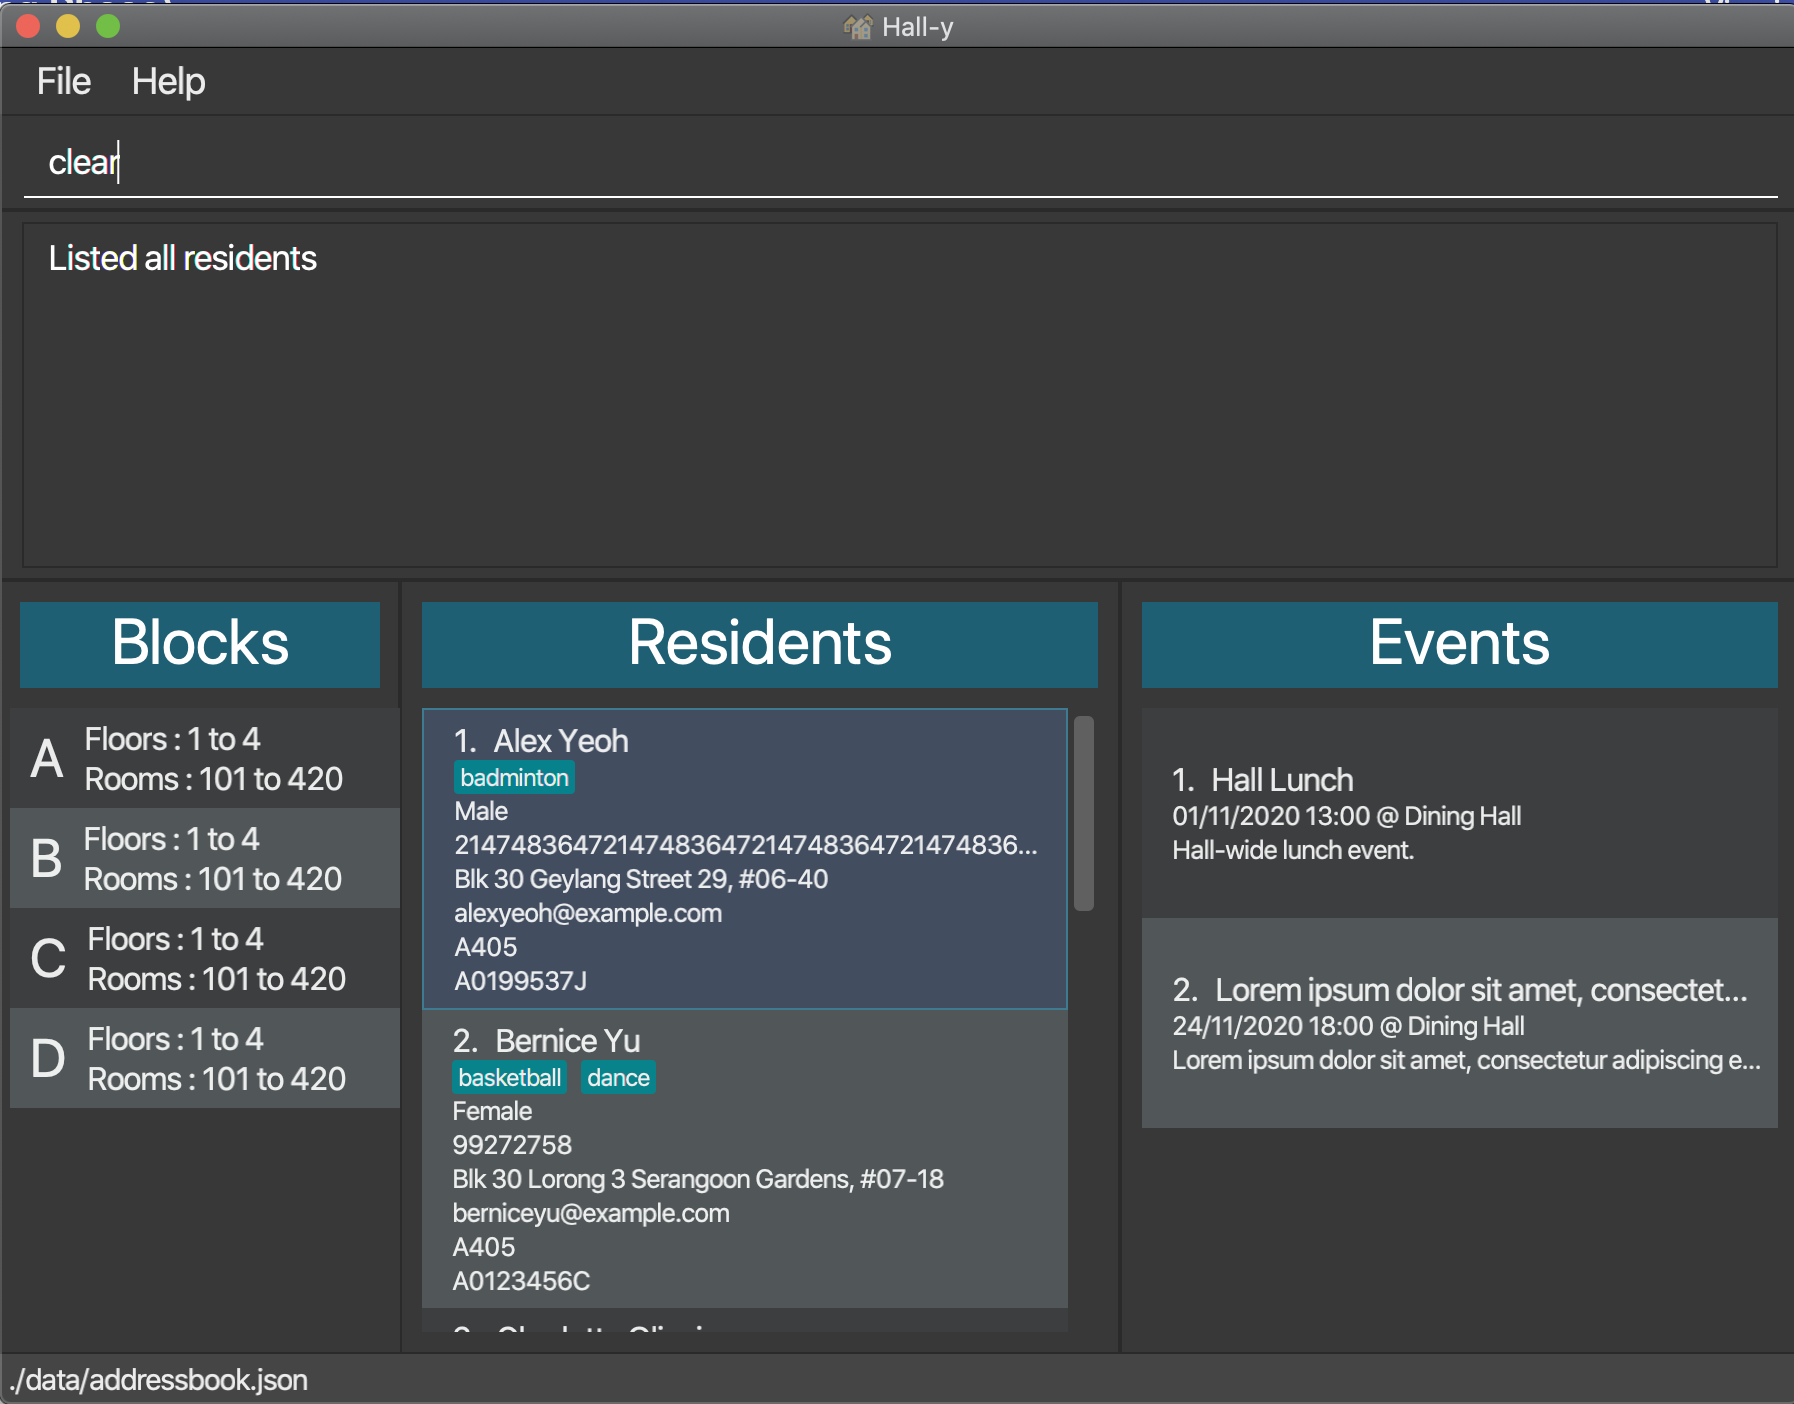 Hall-y
File Help
clear
Listed all residents
Blocks
A
Floors : 1 to 4
Rooms : 101 to 420
B
Floors : 1 to 4
Rooms : 101 to 420
C
Floors : 1 to 4
Rooms : 101 to 420
D
Floors : 1 to 4
Rooms : 101 to 420
Residents
1. Alex Yeoh
badminton
Male
2147483647214748364721474836472147483​6...
Blk 30 Geylang Street 29, #06-40
alexyeoh@example.com
A405
A0199537J
2. Bernice Yu
basketball dance
Female
99272758
Blk 30 Lorong 3 Serangoon Gardens, #07-18
berniceyu@example.com
A405
A0123456C
Events
1. Hall Lunch
01/11/2020 13:00 @ Dining Hall
Hall-wide lunch event.
2. Lorem ipsum dolor sit amet, consectet...
24/11/2020 18:00 @ Dining Hall
Lorem ipsum dolor sit amet, consectetur adipiscing e...
./data/addressbook.json